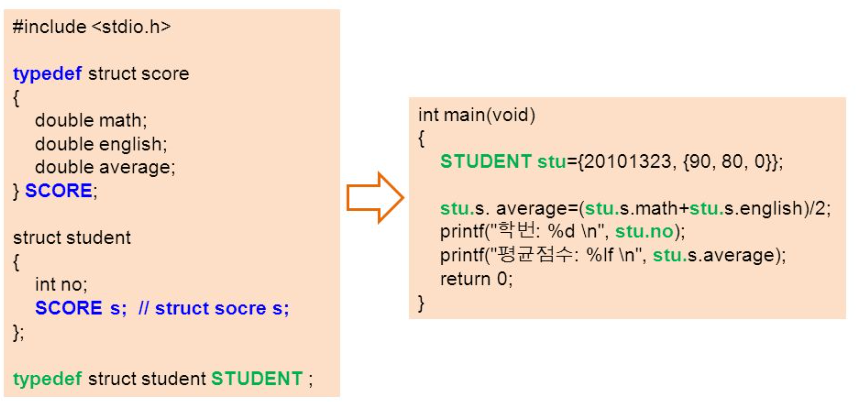 #include <stdio.h>
typedef struct score
{
double math;
double english;
double average;
} SCORE;
struct student
{
int no;
SCORE s; // struct socre s;
};
typedef struct student STUDENT ;
int main(void)
{
STUDENT stu={20101323, {90, 80, 0}};
stu.s. average=(stu.s.math+stu.s.english)/2;
printf("학번: %d \n", stu.no);
printf("평균점수: %lf \n", stu.s.average);
return 0;
}